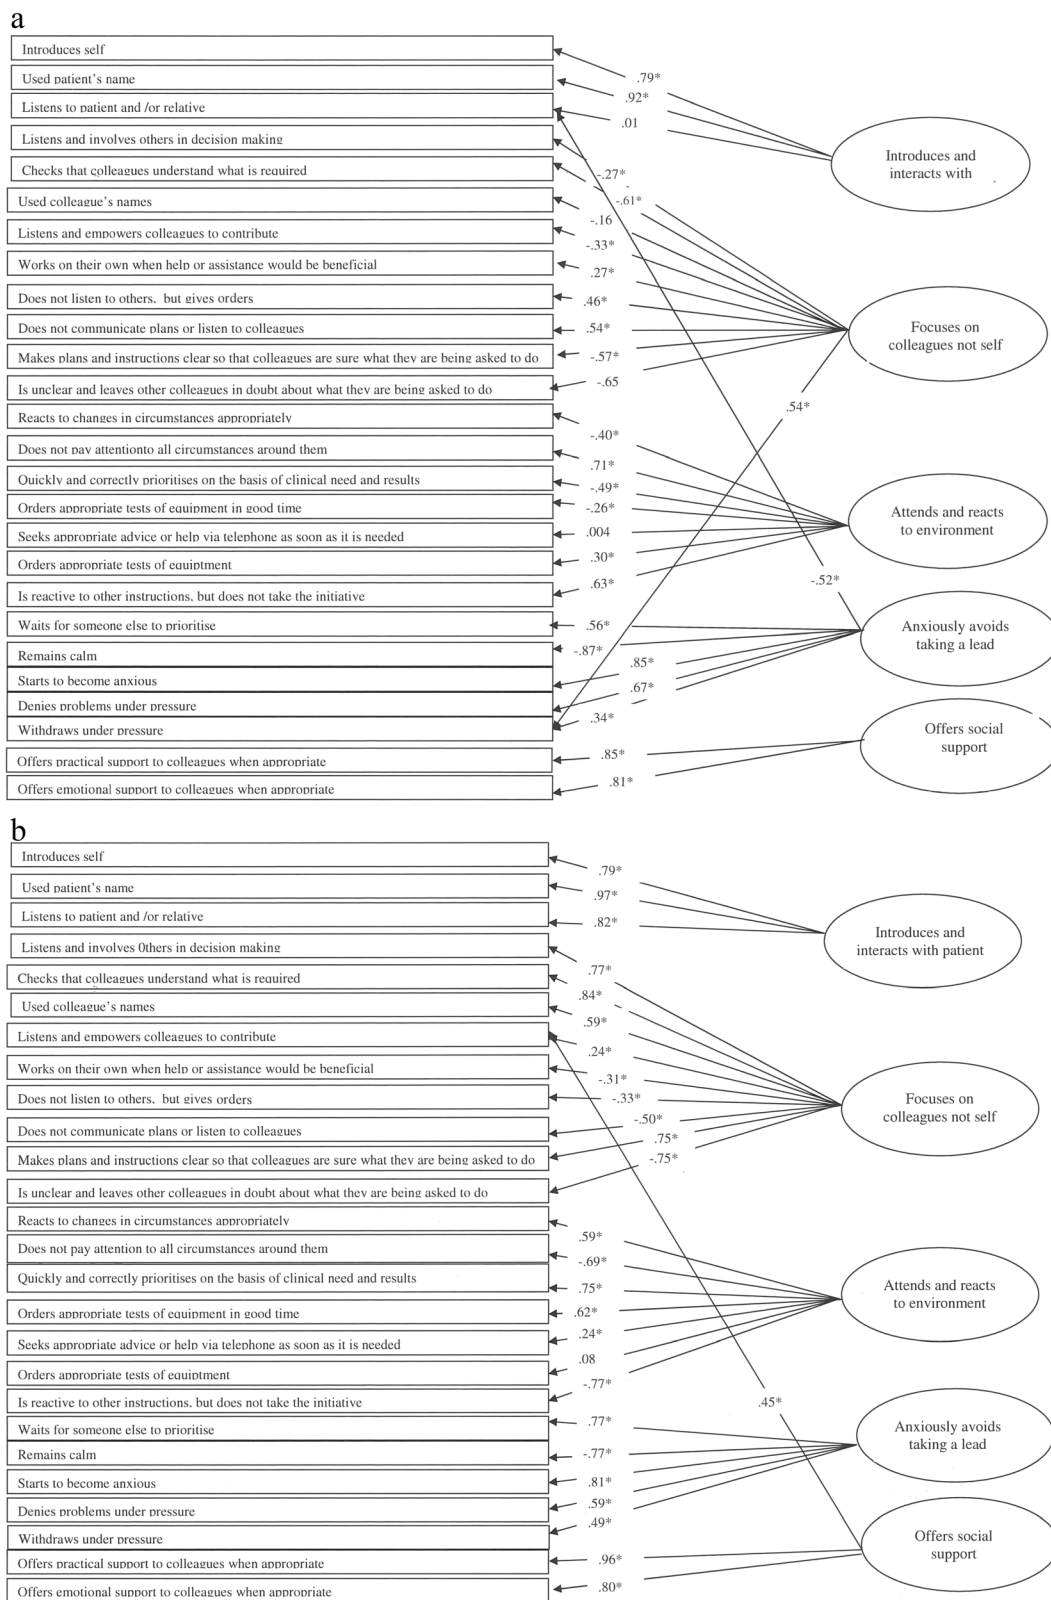 a
Introduces self
Used patient's name
Listens to patient and /or relative
Listens and involves others in decision making
Checks that colleagues understand what is required
Used colleague's names
Listens and empowers colleagues to contribute
Works on their own when help or assistance would be beneficial
Does not listen to others, but gives orders
Does not communicate plans or listen to colleagues
Makes plans and instructions clear so that colleagues are sure what they are being asked to do
Is unclear and leaves other colleagues in doubt about what they are being asked to do
Reacts to changes in circumstances appropriately
Does not pay attentionto all circumstances around them
Quickly and correctly prioritises on the basis of clinical need and results
Orders appropriate tests of equipment in good time
Seeks appropriate advice or help via telephone as soon as it is needed
Orders appropriate tests of equiptment
Is reactive to other instructions, but does not take the initiative
Waits for someone else to prioritise
Remains calm
Starts to become anxious
Denies problems under pressure
Withdraws under pressure
Offers practical support to colleagues when appropriate
Offers emotional support to colleagues when appropriate
.79*
.92*
.01
-.27*
-.61*
-.16
-.33*
.27*
.46*
.54*
-.57*
-.65
.54*
-.40*
.71*
-.49*
-.26*
.004
.30*
.63*
-.52*
.56*
-.87*
.85*
.67*
.34*
.85*
.81*
Introduces and
interacts with
Focuses on
colleagues not self
Attends and reacts
to environment
Anxiously avoids
taking a lead
Offers social
support
b
Introduces self
Used patient's name
Listens to patient and /or relative
Listens and involves 0thers in decision making
Checks that colleagues understand what is required
Used colleague's names
Listens and empowers colleagues to contribute
Works on their own when help or assistance would be beneficial
Does not listen to others, but gives orders
Does not communicate plans or listen to colleagues
Makes plans and instructions clear so that colleagues are sure what they are being asked to do
Is unclear and leaves other colleagues in doubt about what they are being asked to do
Reacts to changes in circumstances appropriately
Does not pay attention to all circumstances around them
Quickly and correctly prioritises on the basis of clinical need and results
Orders appropriate tests of equipment in good time
Seeks appropriate advice or help via telephone as soon as it is needed
Orders appropriate tests of equiptment
Is reactive to other instructions, but does not take the initiative
Waits for someone else to prioritise
Remains calm
Starts to become anxious
Denies problems under pressure
Withdraws under pressure
Offers practical support to colleagues when appropriate
Offers emotional support to colleagues when appropriate
.79*
.97*
.82*
.77*
.84*
.59*
.24*
-.31*
-.33*
-.50*
.75*
-.75*
.59*
-.69*
.75*
.62*
.24*
.08
-.77*
.45*
.77*
-.77*
.81*
.59*
.49*
.96*
.80*
Introduces and
interacts with patient
Focuses on
colleagues not self
Attends and reacts
to environment
Anxiously avoids
taking a lead
Offers social
support